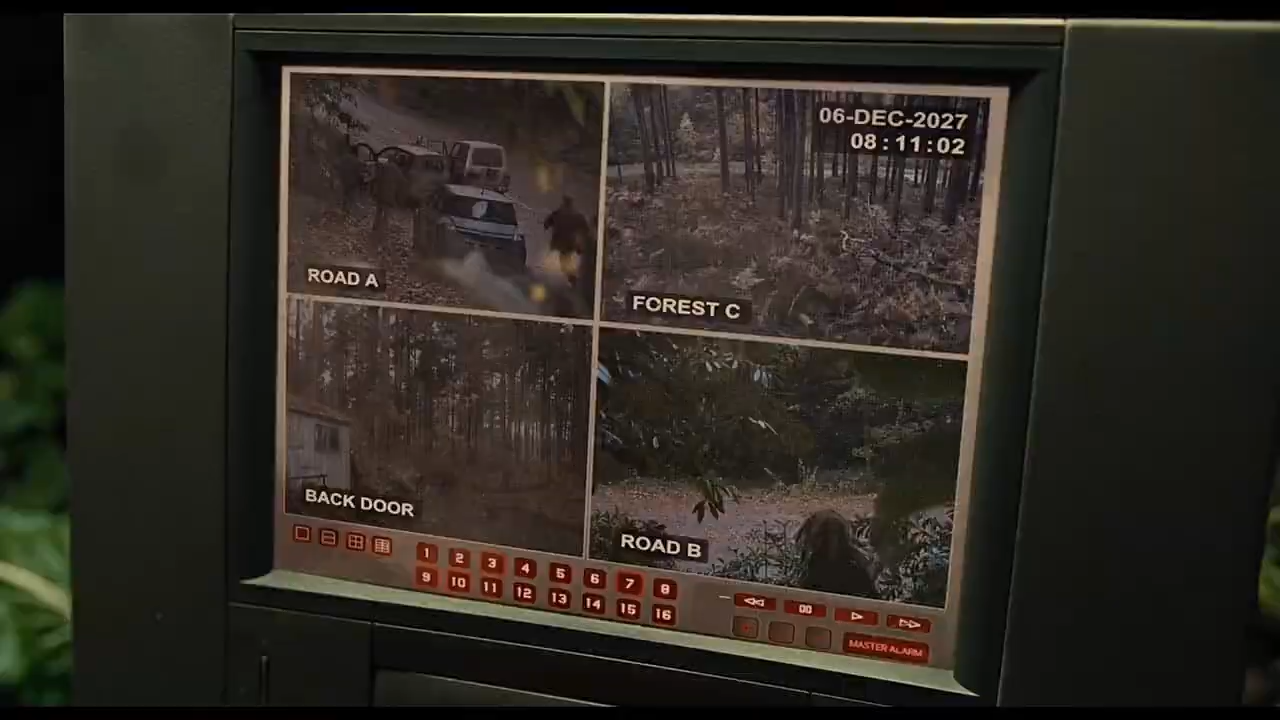 06-DEC-2027
08:11:02
ROAD A
FOREST C
BACK DOOR
ROAD B
1 2 3 4 5 6 7 8
9 10 11 12 13 14 15 16
MASTER ALARM